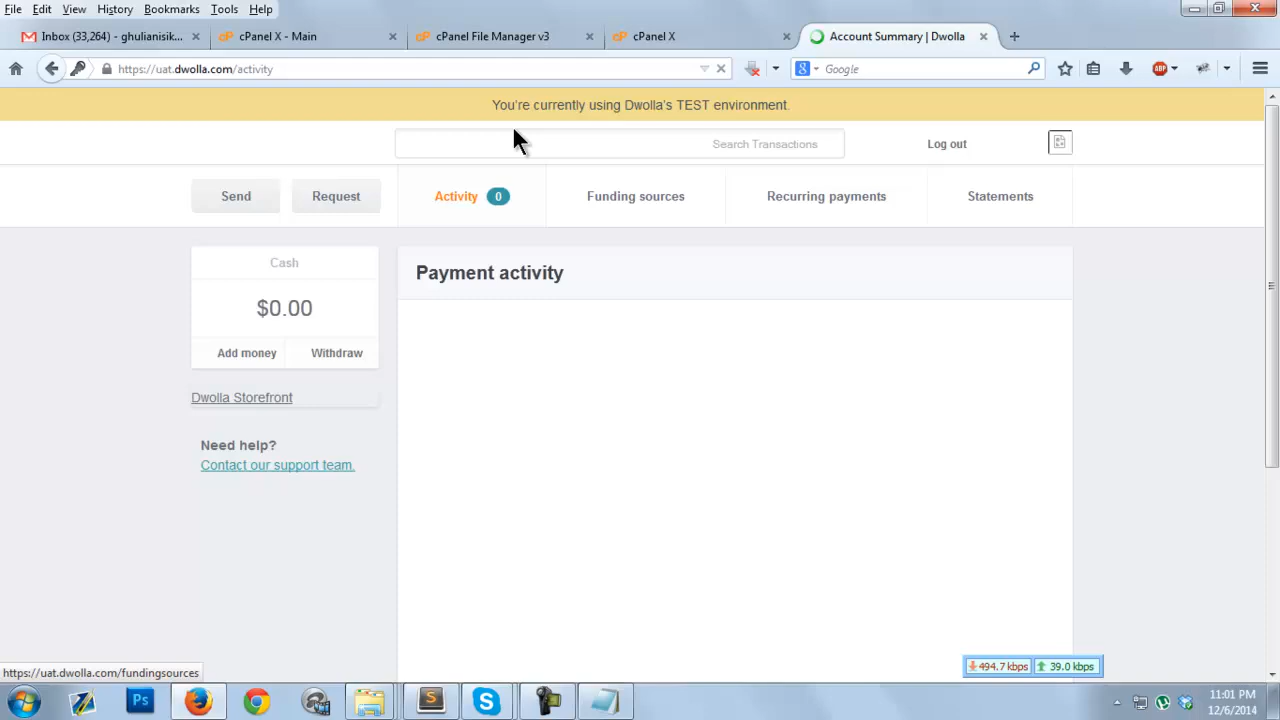 File Edit View History Bookmarks Tools Help
Inbox (33,264) - ghulianisik... × cPanel X - Main × cPanel File Manager v3 × cPanel X × Account Summary | Dwolla ×
https://uat.dwolla.com/activity Google
You're currently using Dwolla's TEST environment.
Search Transactions Log out
Send Request Activity 0 Funding sources Recurring payments Statements
Cash
Payment activity
$0.00
Add money Withdraw
Dwolla Storefront
Need help?
Contact our support team.
https://uat.dwolla.com/fundingsources
494.7 kbps 39.0 kbps
11:01 PM
12/6/2014